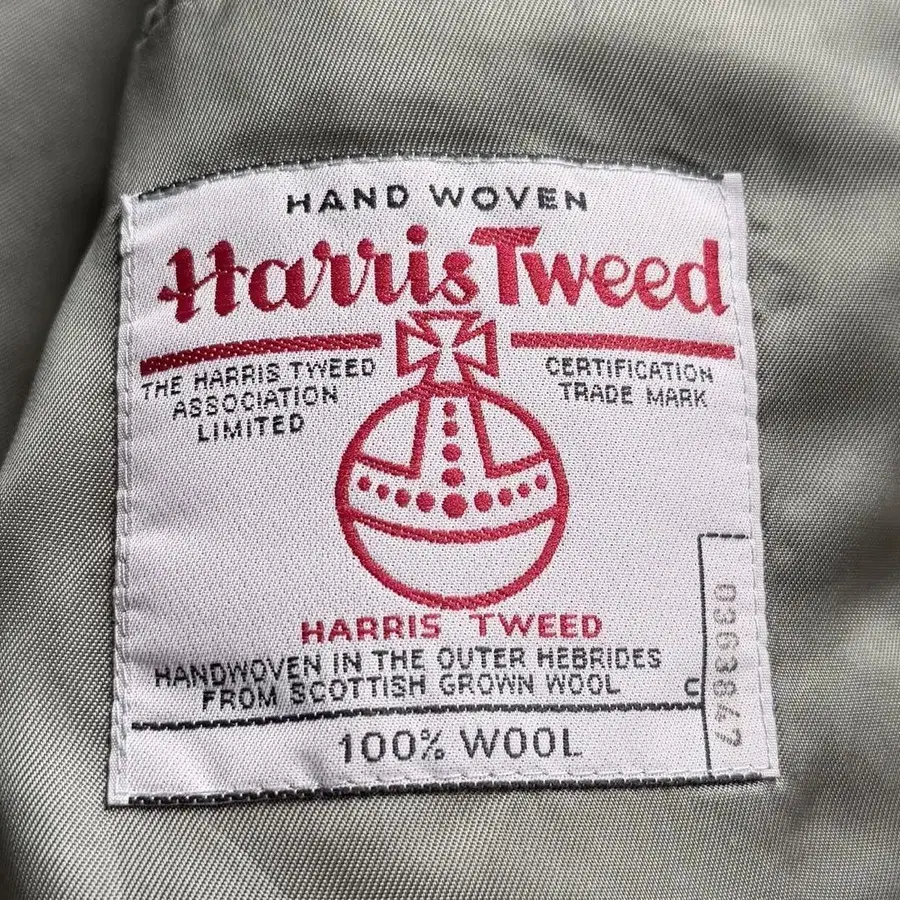 HAND WOVEN
Harris Tweed
THE HARRIS TWEED
ASSOCIATION
LIMITED
CERTIFICATION
TRADE MARK
HARRIS TWEED
HANDWOVEN IN THE OUTER HEBRIDES
FROM SCOTTISH GROWN WOOL
C
100% WOOL